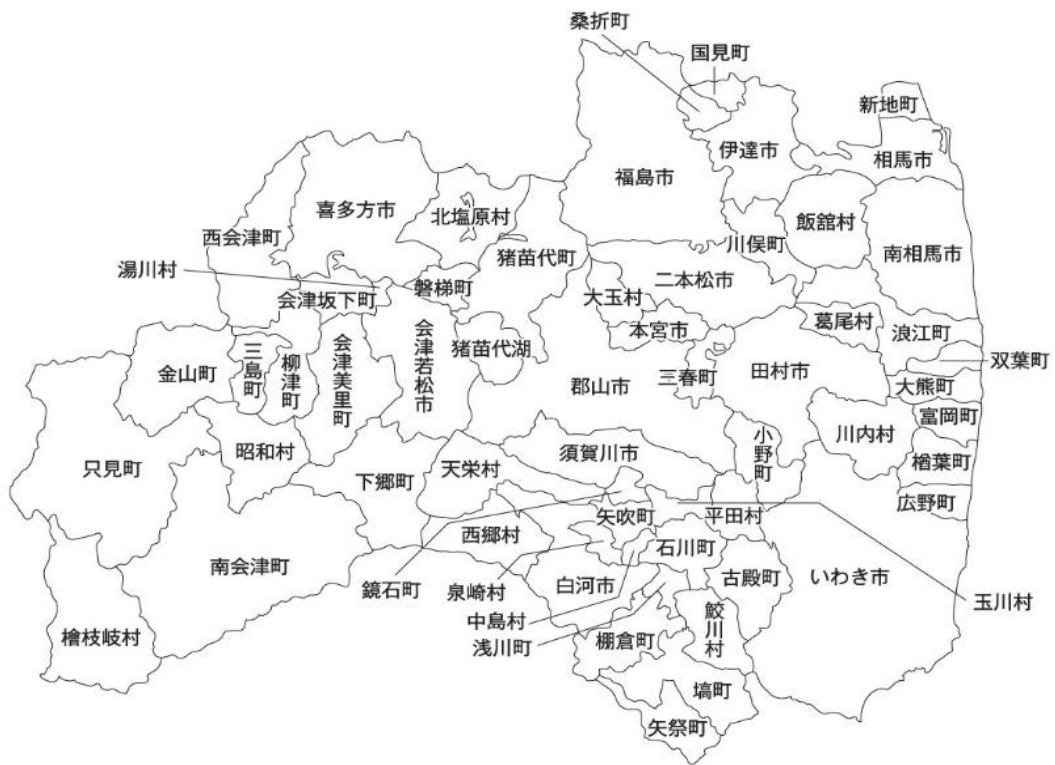 桑折町
国見町
新地町
伊達市
相馬市
福島市
飯舘村
喜多方市
北塩原村
西会津町
川俣町
南相馬市
猪苗代町
湯川村
二本松市
磐梯町
会津坂下町
大玉村
葛尾村
本宮市
浪江町
猪苗代湖
双葉町
三島町
柳津町
会津美里町
会津若松市
金山町
郡山市
三春町
田村市
大熊町
富岡町
小野町
川内村
昭和村
須賀川市
楢葉町
只見町
下郷町
天栄村
広野町
矢吹町
平田村
西郷村
石川町
南会津町
鏡石町
泉崎村
白河市
古殿町
いわき市
玉川村
中島村
鮫川村
檜枝岐村
浅川町
棚倉町
塙町
矢祭町